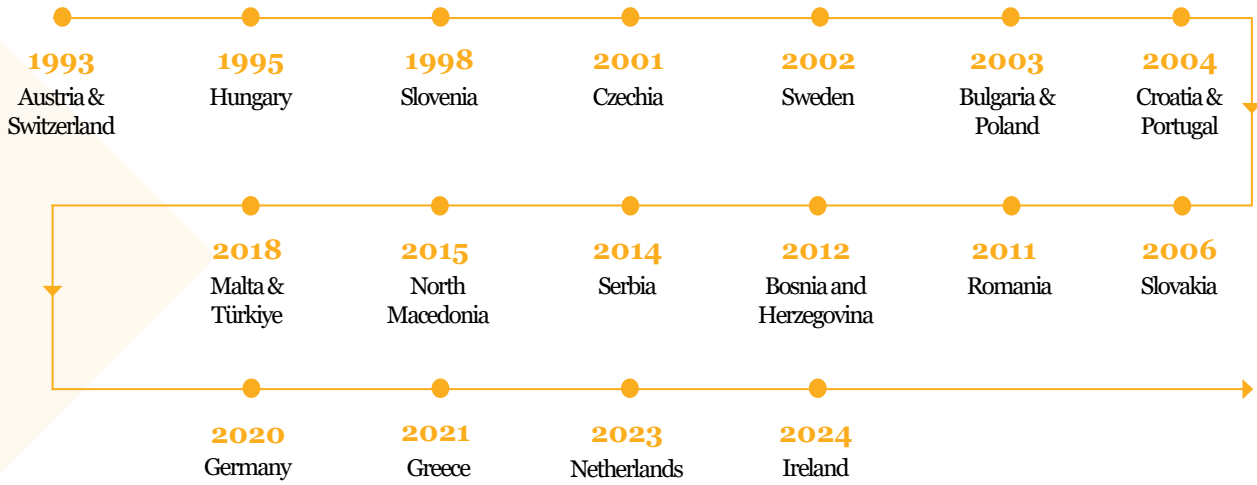 1993
Austria &
Switzerland
1995
Hungary
1998
Slovenia
2001
Czechia
2002
Sweden
2003
Bulgaria &
Poland
2004
Croatia &
Portugal
2018
Malta &
Türkiye
2015
North
Macedonia
2014
Serbia
2012
Bosnia and
Herzegovina
2011
Romania
2006
Slovakia
2020
Germany
2021
Greece
2023
Netherlands
2024
Ireland